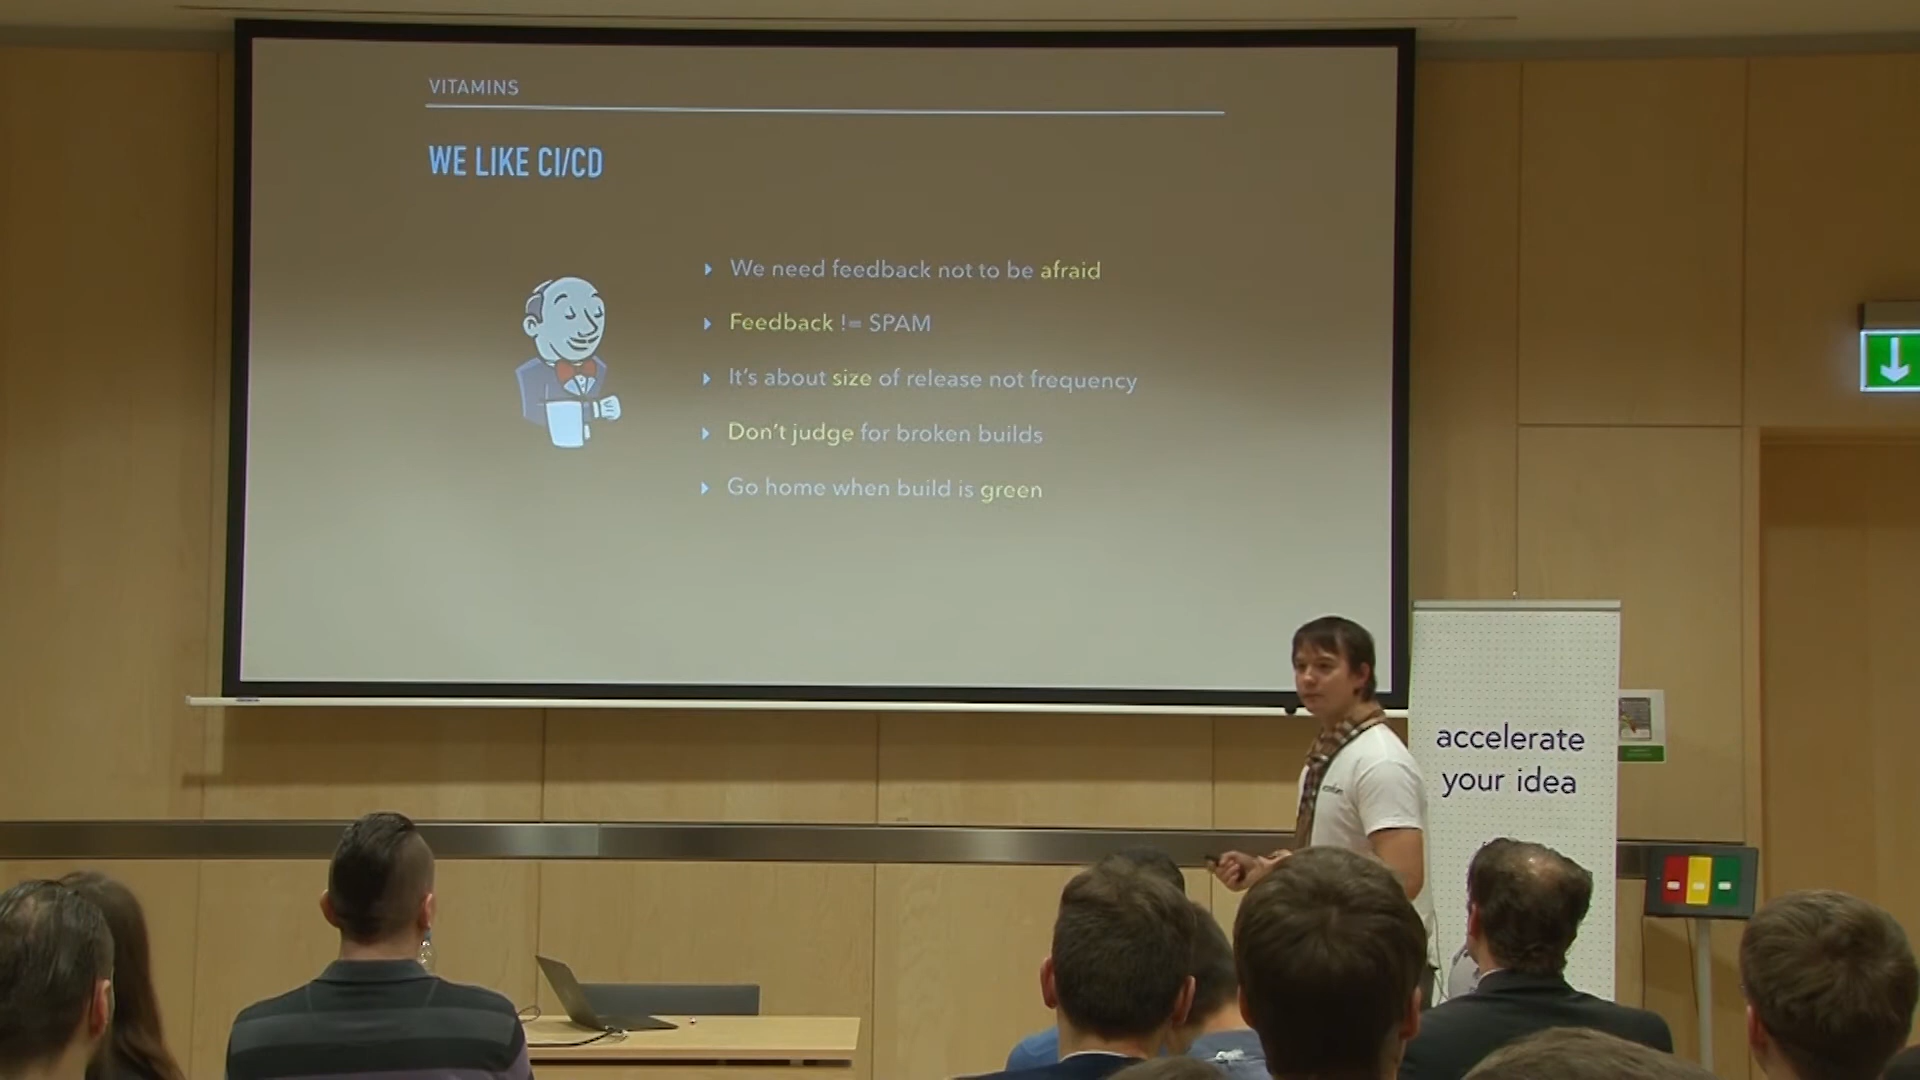 VITAMINS
WE LIKE CI/CD
We need feedback not to be afraid
Feedback != SPAM
It's about size of release not frequency
Don't judge for broken builds
Go home when build is green
accelerate
your idea